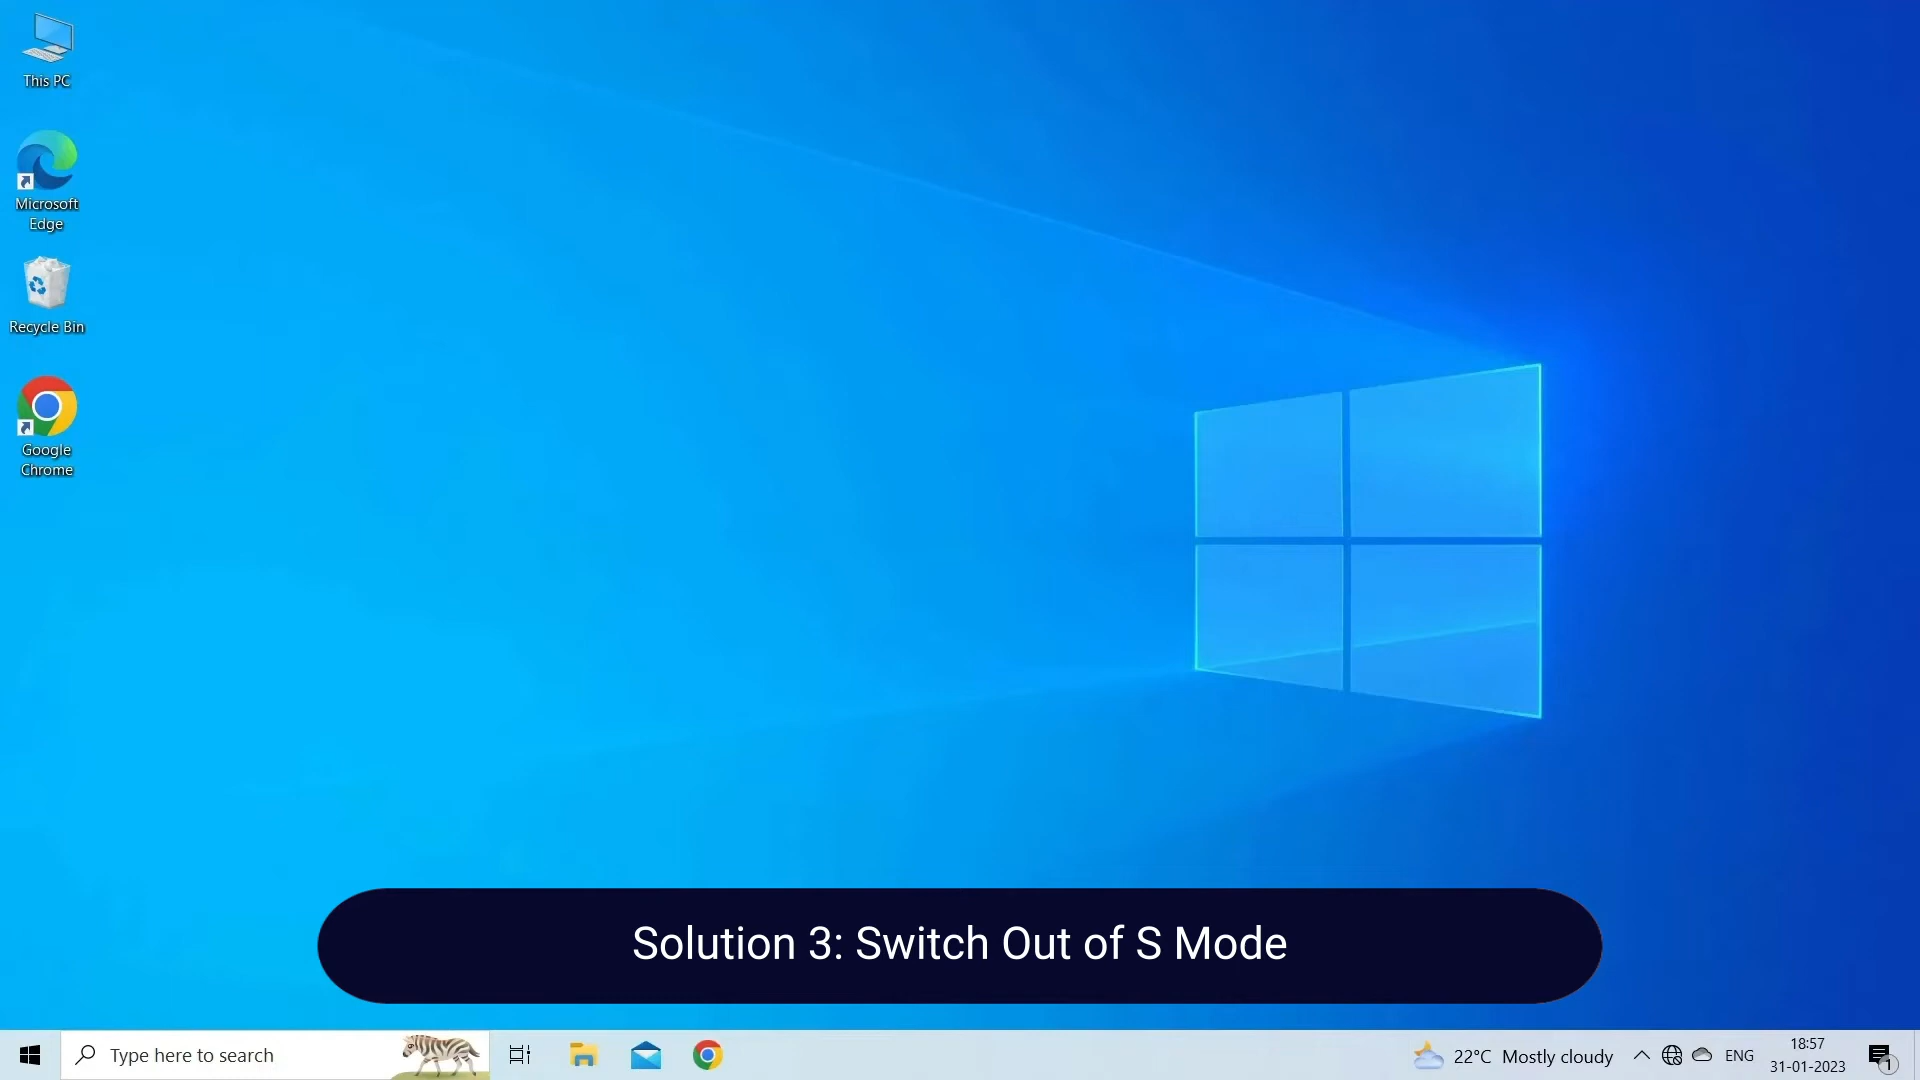 This PC
Microsoft
Edge
Recycle Bin
Google
Chrome
Solution 3: Switch Out of S Mode
Type here to search
22°C Mostly cloudy
ENG
18:57
31-01-2023
1